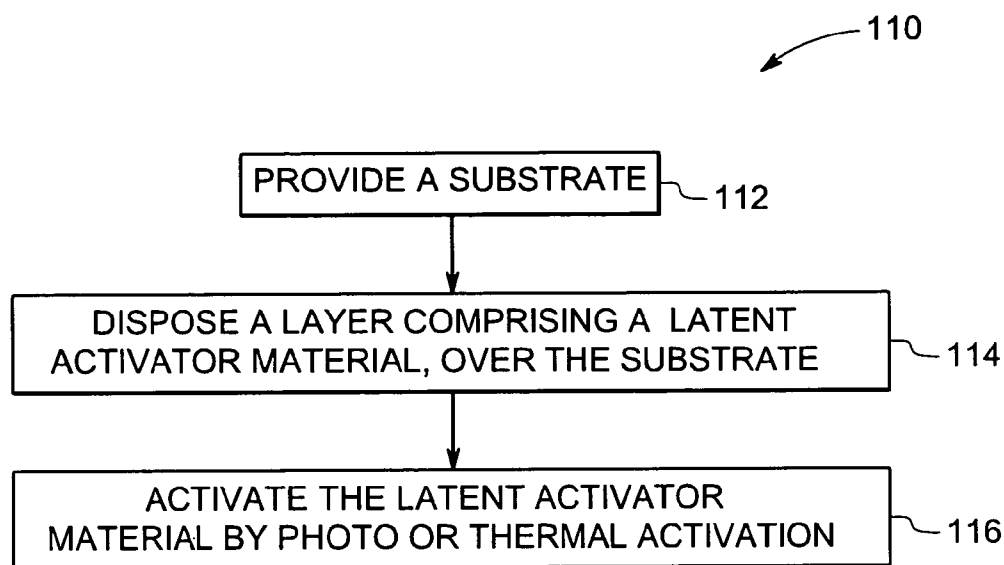 110
PROVIDE A SUBSTRATE
112
DISPOSE A LAYER COMPRISING A LATENT
ACTIVATOR MATERIAL, OVER THE SUBSTRATE
114
ACTIVATE THE LATENT ACTIVATOR
MATERIAL BY PHOTO OR THERMAL ACTIVATION
116